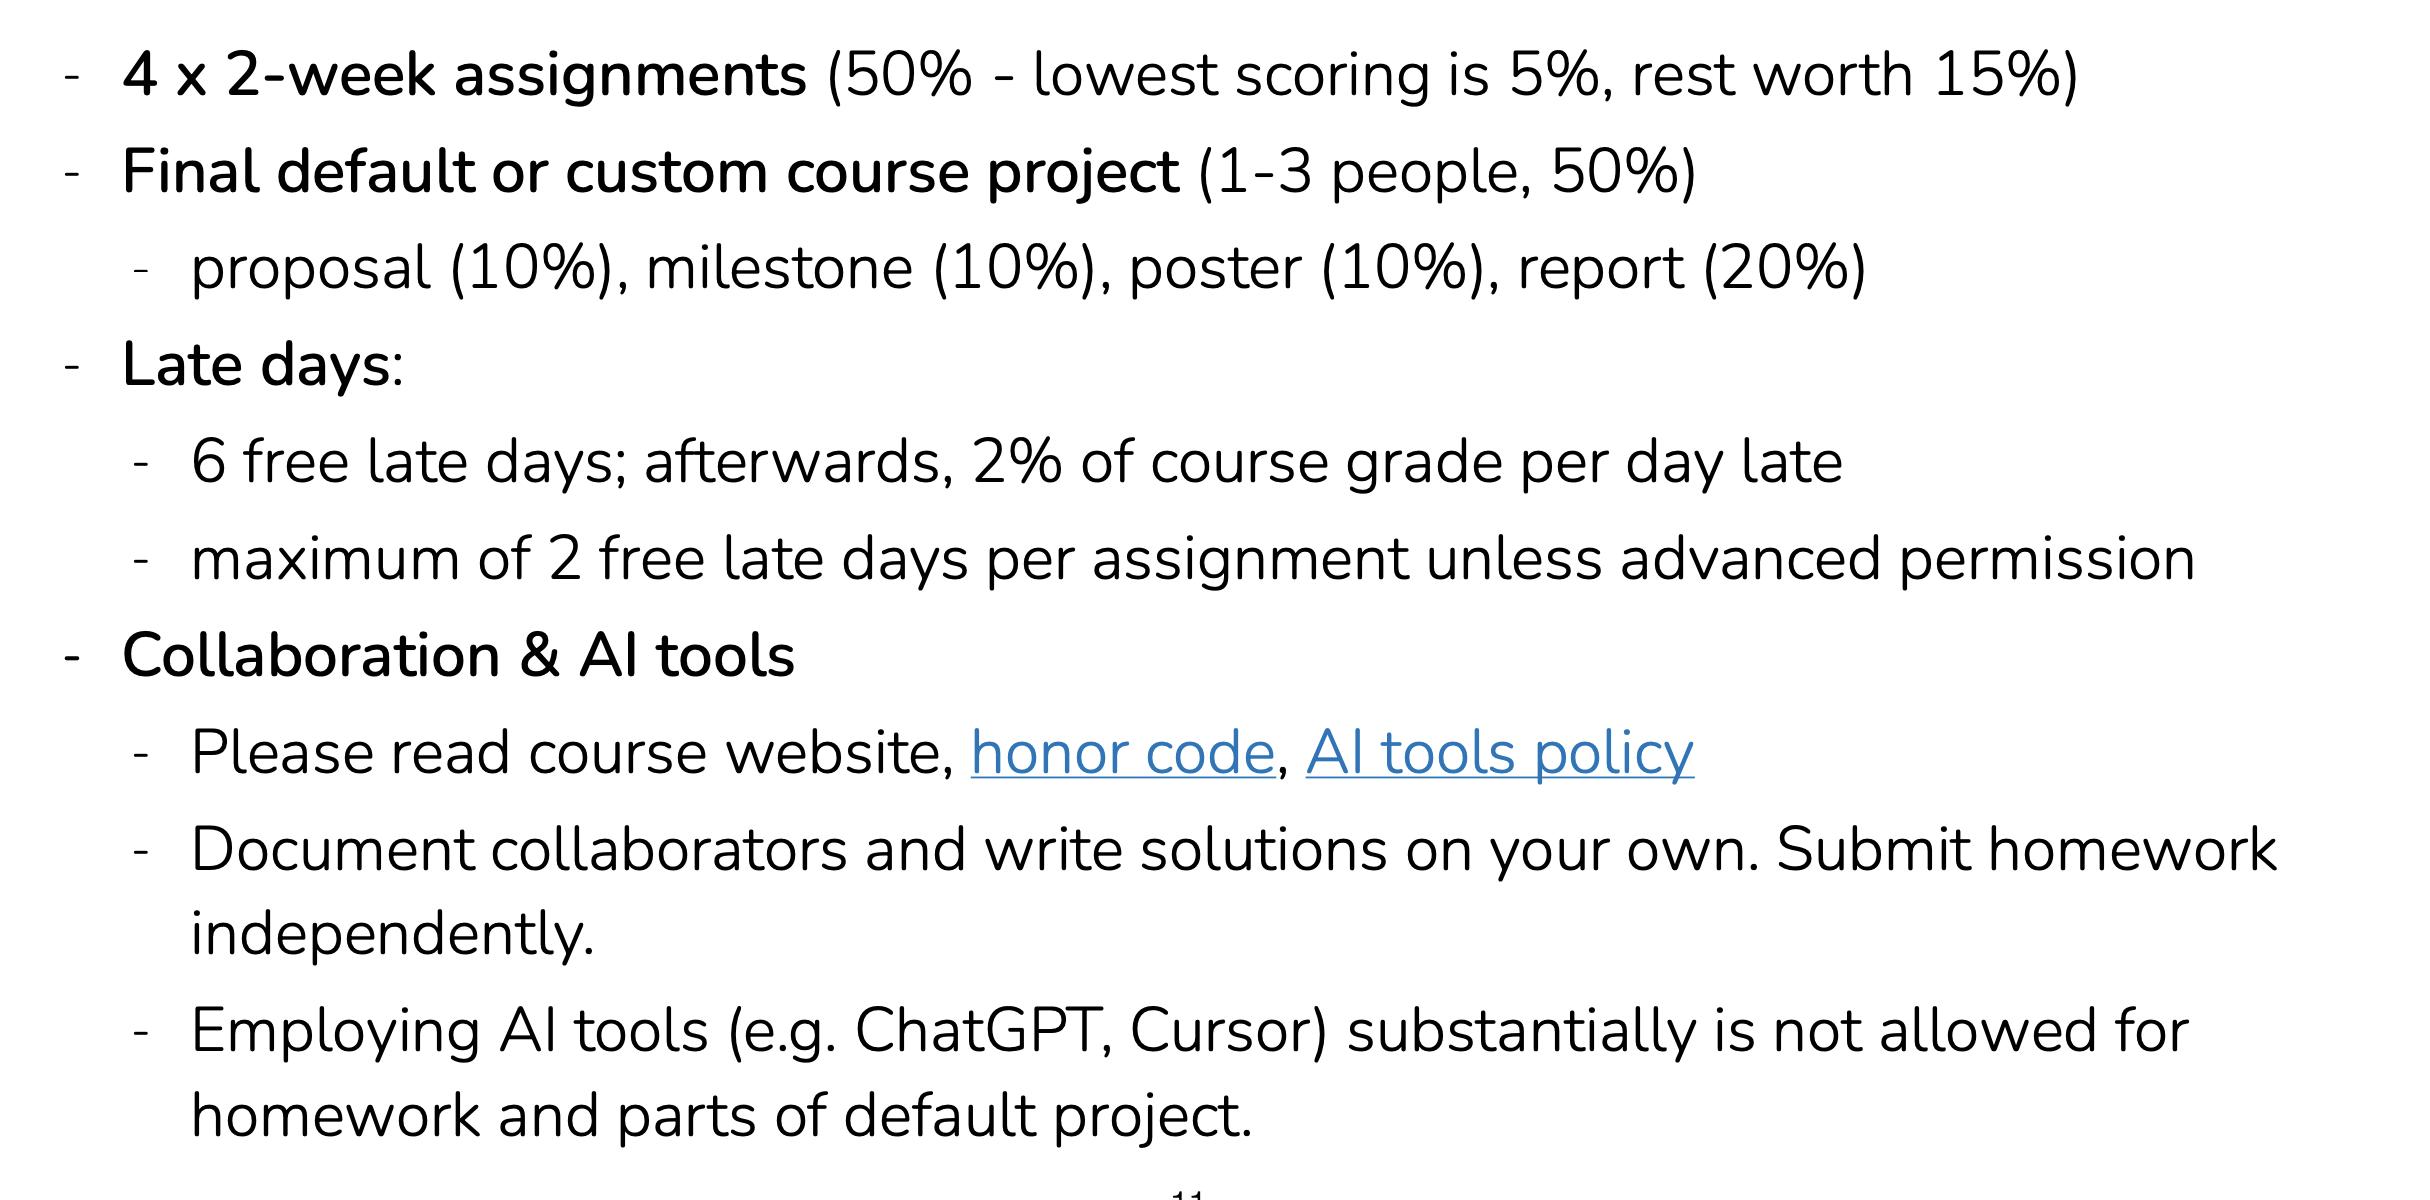 - 4 x 2-week assignments (50% - lowest scoring is 5%, rest worth 15%)
- Final default or custom course project (1-3 people, 50%)
- proposal (10%), milestone (10%), poster (10%), report (20%)
- Late days:
- 6 free late days; afterwards, 2% of course grade per day late
- maximum of 2 free late days per assignment unless advanced permission
- Collaboration & AI tools
- Please read course website, honor code, AI tools policy
- Document collaborators and write solutions on your own. Submit homework
independently.
- Employing AI tools (e.g. ChatGPT, Cursor) substantially is not allowed for
homework and parts of default project.